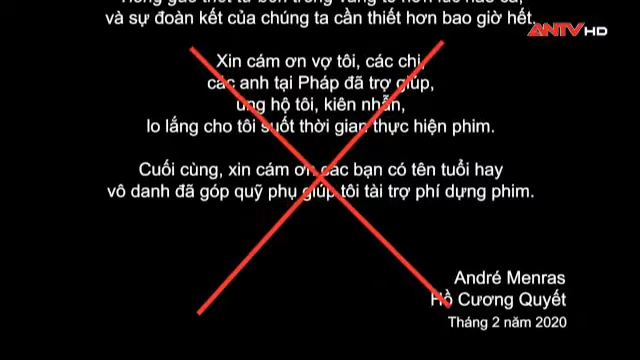 và sự đoàn kết của chúng ta cần thiết hơn bao giờ hết.
ANTV HD
Xin cám ơn vợ tôi, các chị,
các anh tại Pháp đã trợ giúp,
ủng hộ tôi, kiên nhẫn,
lo lắng cho tôi suốt thời gian thực hiện phim.
Cuối cùng, xin cám ơn các bạn có tên tuổi hay
vô danh đã góp quỹ phụ giúp tôi tài trợ phí dựng phim.
André Menras
Hồ Cương Quyết
Tháng 2 năm 2020